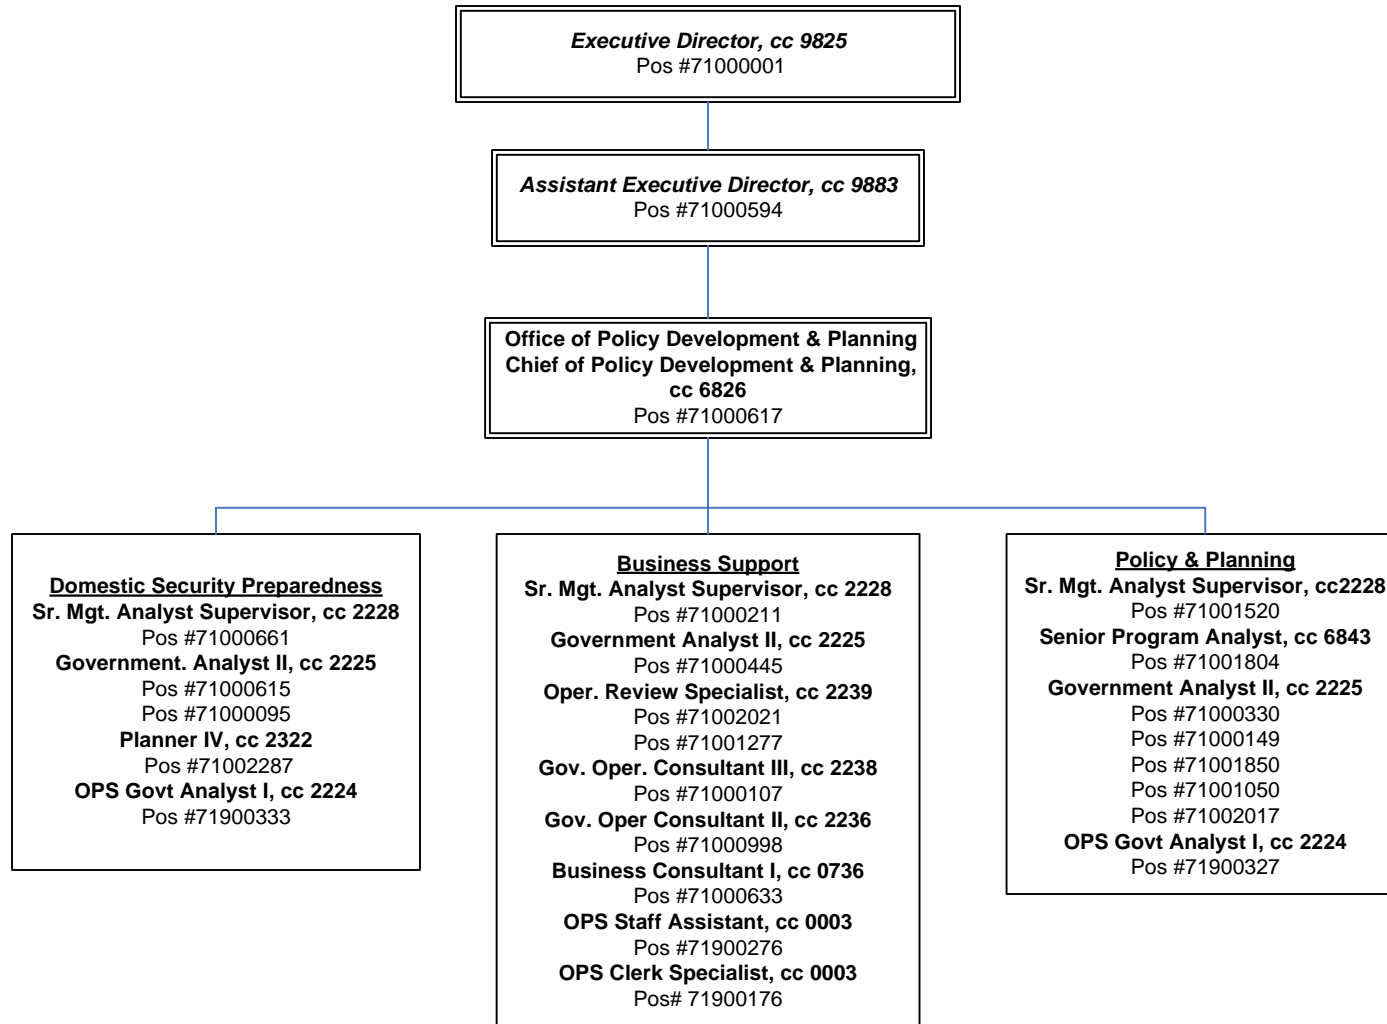 Executive Director, cc 9825
Pos #71000001
Assistant Executive Director, cc 9883
Pos #71000594
Office of Policy Development & Planning
Chief of Policy Development & Planning,
cc 6826
Pos #71000617
Domestic Security Preparedness
Sr. Mgt. Analyst Supervisor, cc 2228
Pos #71000661
Government. Analyst II, cc 2225
Pos #71000615
Pos #71000095
Planner IV, cc 2322
Pos #71002287
OPS Govt Analyst I, cc 2224
Pos #71900333
Business Support
Sr. Mgt. Analyst Supervisor, cc 2228
Pos #71000211
Government Analyst II, cc 2225
Pos #71000445
Oper. Review Specialist, cc 2239
Pos #71002021
Pos #71001277
Gov. Oper. Consultant III, cc 2238
Pos #71000107
Gov. Oper Consultant II, cc 2236
Pos #71000998
Business Consultant I, cc 0736
Pos #71000633
OPS Staff Assistant, cc 0003
Pos #71900276
OPS Clerk Specialist, cc 0003
Pos# 71900176
Policy & Planning
Sr. Mgt. Analyst Supervisor, cc2228
Pos #71001520
Senior Program Analyst, cc 6843
Pos #71001804
Government Analyst II, cc 2225
Pos #71000330
Pos #71000149
Pos #71001850
Pos #71001050
Pos #71002017
OPS Govt Analyst I, cc 2224
Pos #71900327